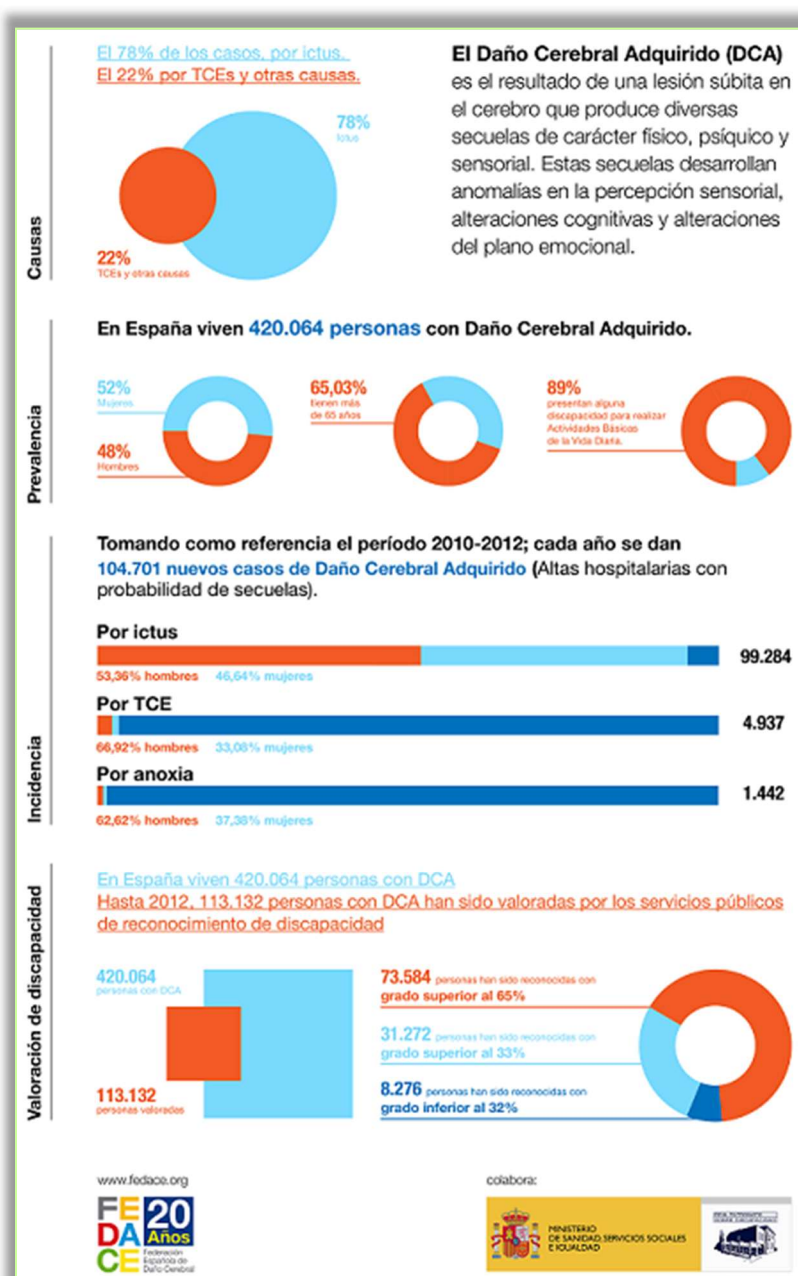 El 78% de los casos, por ictus.
El 22% por TCEs y otras causas.
78%
Ictus
22%
TCEs y otras causas
Causas
El Daño Cerebral Adquirido (DCA)
es el resultado de una lesión súbita en
el cerebro que produce diversas
secuelas de carácter físico, psíquico y
sensorial. Estas secuelas desarrollan
anomalías en la percepción sensorial,
alteraciones cognitivas y alteraciones
del plano emocional.
Prevalencia
En España viven 420.064 personas con Daño Cerebral Adquirido.
52%
Mujeres
48%
Hombres
65,03%
tienen más
de 65 años
89%
presentan alguna
discapacidad para realizar
Actividades Básicas
de la Vida Diaria.
Incidencia
Tomando como referencia el período 2010-2012; cada año se dan
104.701 nuevos casos de Daño Cerebral Adquirido (Altas hospitalarias con
probabilidad de secuelas).
Por ictus
99.284
53,36% hombres 46,64% mujeres
Por TCE
4.937
66,92% hombres 33,08% mujeres
Por anoxia
1.442
62,62% hombres 37,38% mujeres
Valoración de discapacidad
En España viven 420.064 personas con DCA
Hasta 2012, 113.132 personas con DCA han sido valoradas por los servicios públicos
de reconocimiento de discapacidad
420.064
personas con DCA
113.132
personas valoradas
73.584 personas han sido reconocidas con
grado superior al 65%
31.272 personas han sido reconocidas con
grado superior al 33%
8.276 personas han sido reconocidas con
grado inferior al 32%
www.fedace.org
FEDACE
20
Años
Federación
Española de
Daño Cerebral
colabora:
MINISTERIO
DE SANIDAD, SERVICIOS SOCIALES
E IGUALDAD